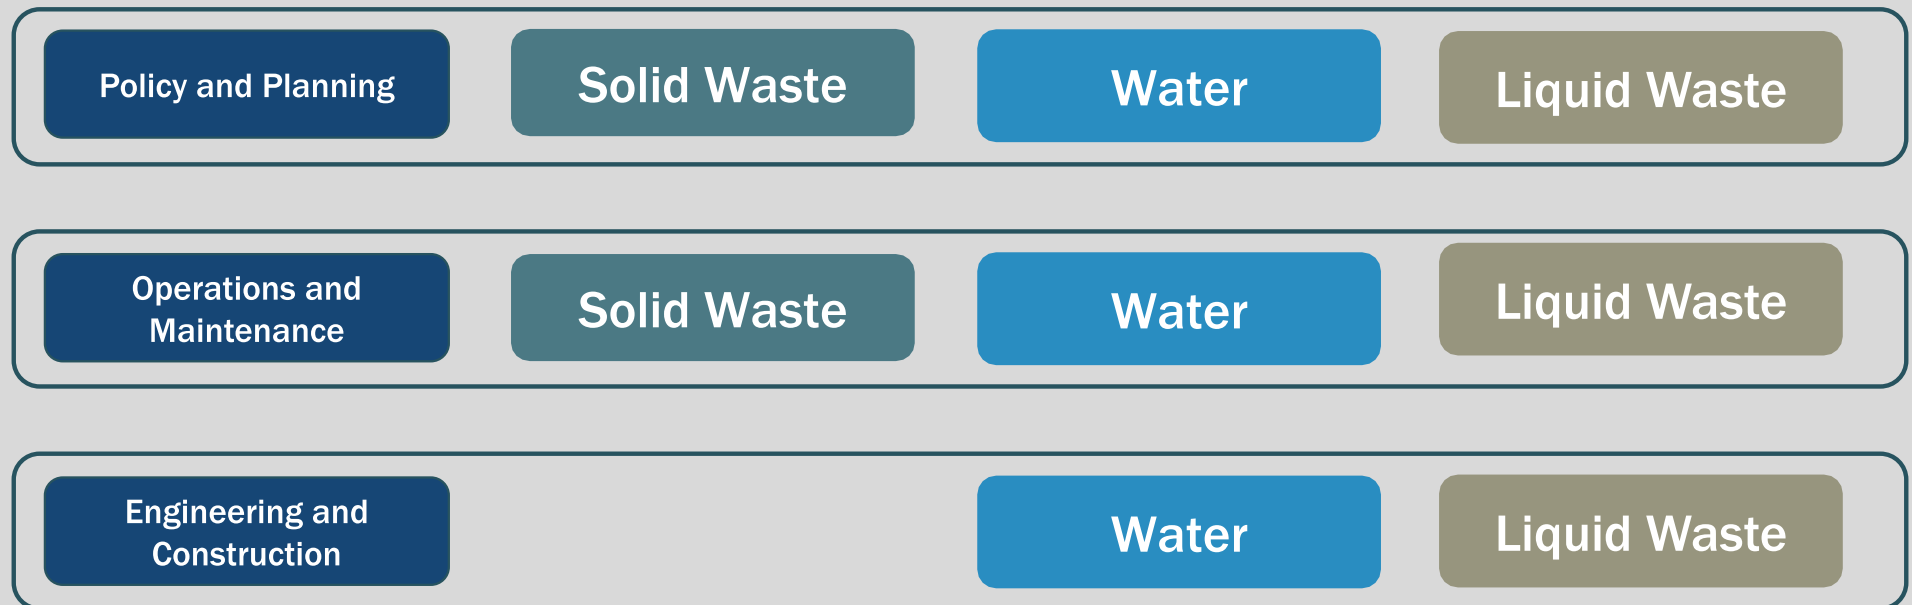 Policy and Planning
Solid Waste
Water
Liquid Waste
Operations and
Maintenance
Solid Waste
Water
Liquid Waste
Engineering and
Construction
Water
Liquid Waste